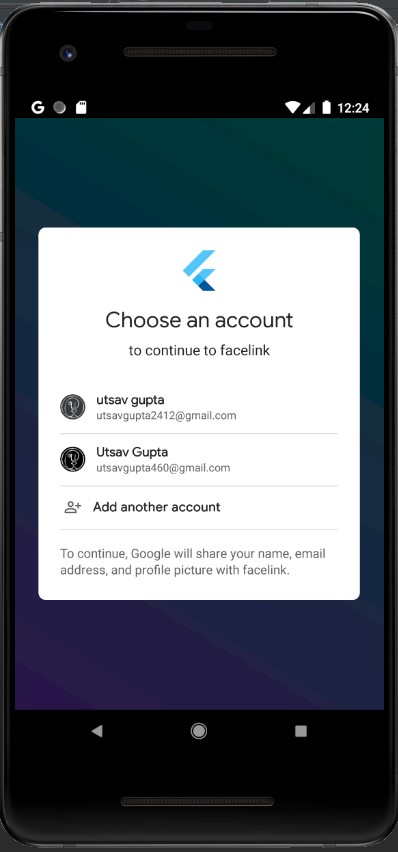 G 12:24
Choose an account
to continue to facelink
utsav gupta
utsavgupta2412@gmail.com
Utsav Gupta
utsavgupta460@gmail.com
Add another account
To continue, Google will share your name, email
address, and profile picture with facelink.